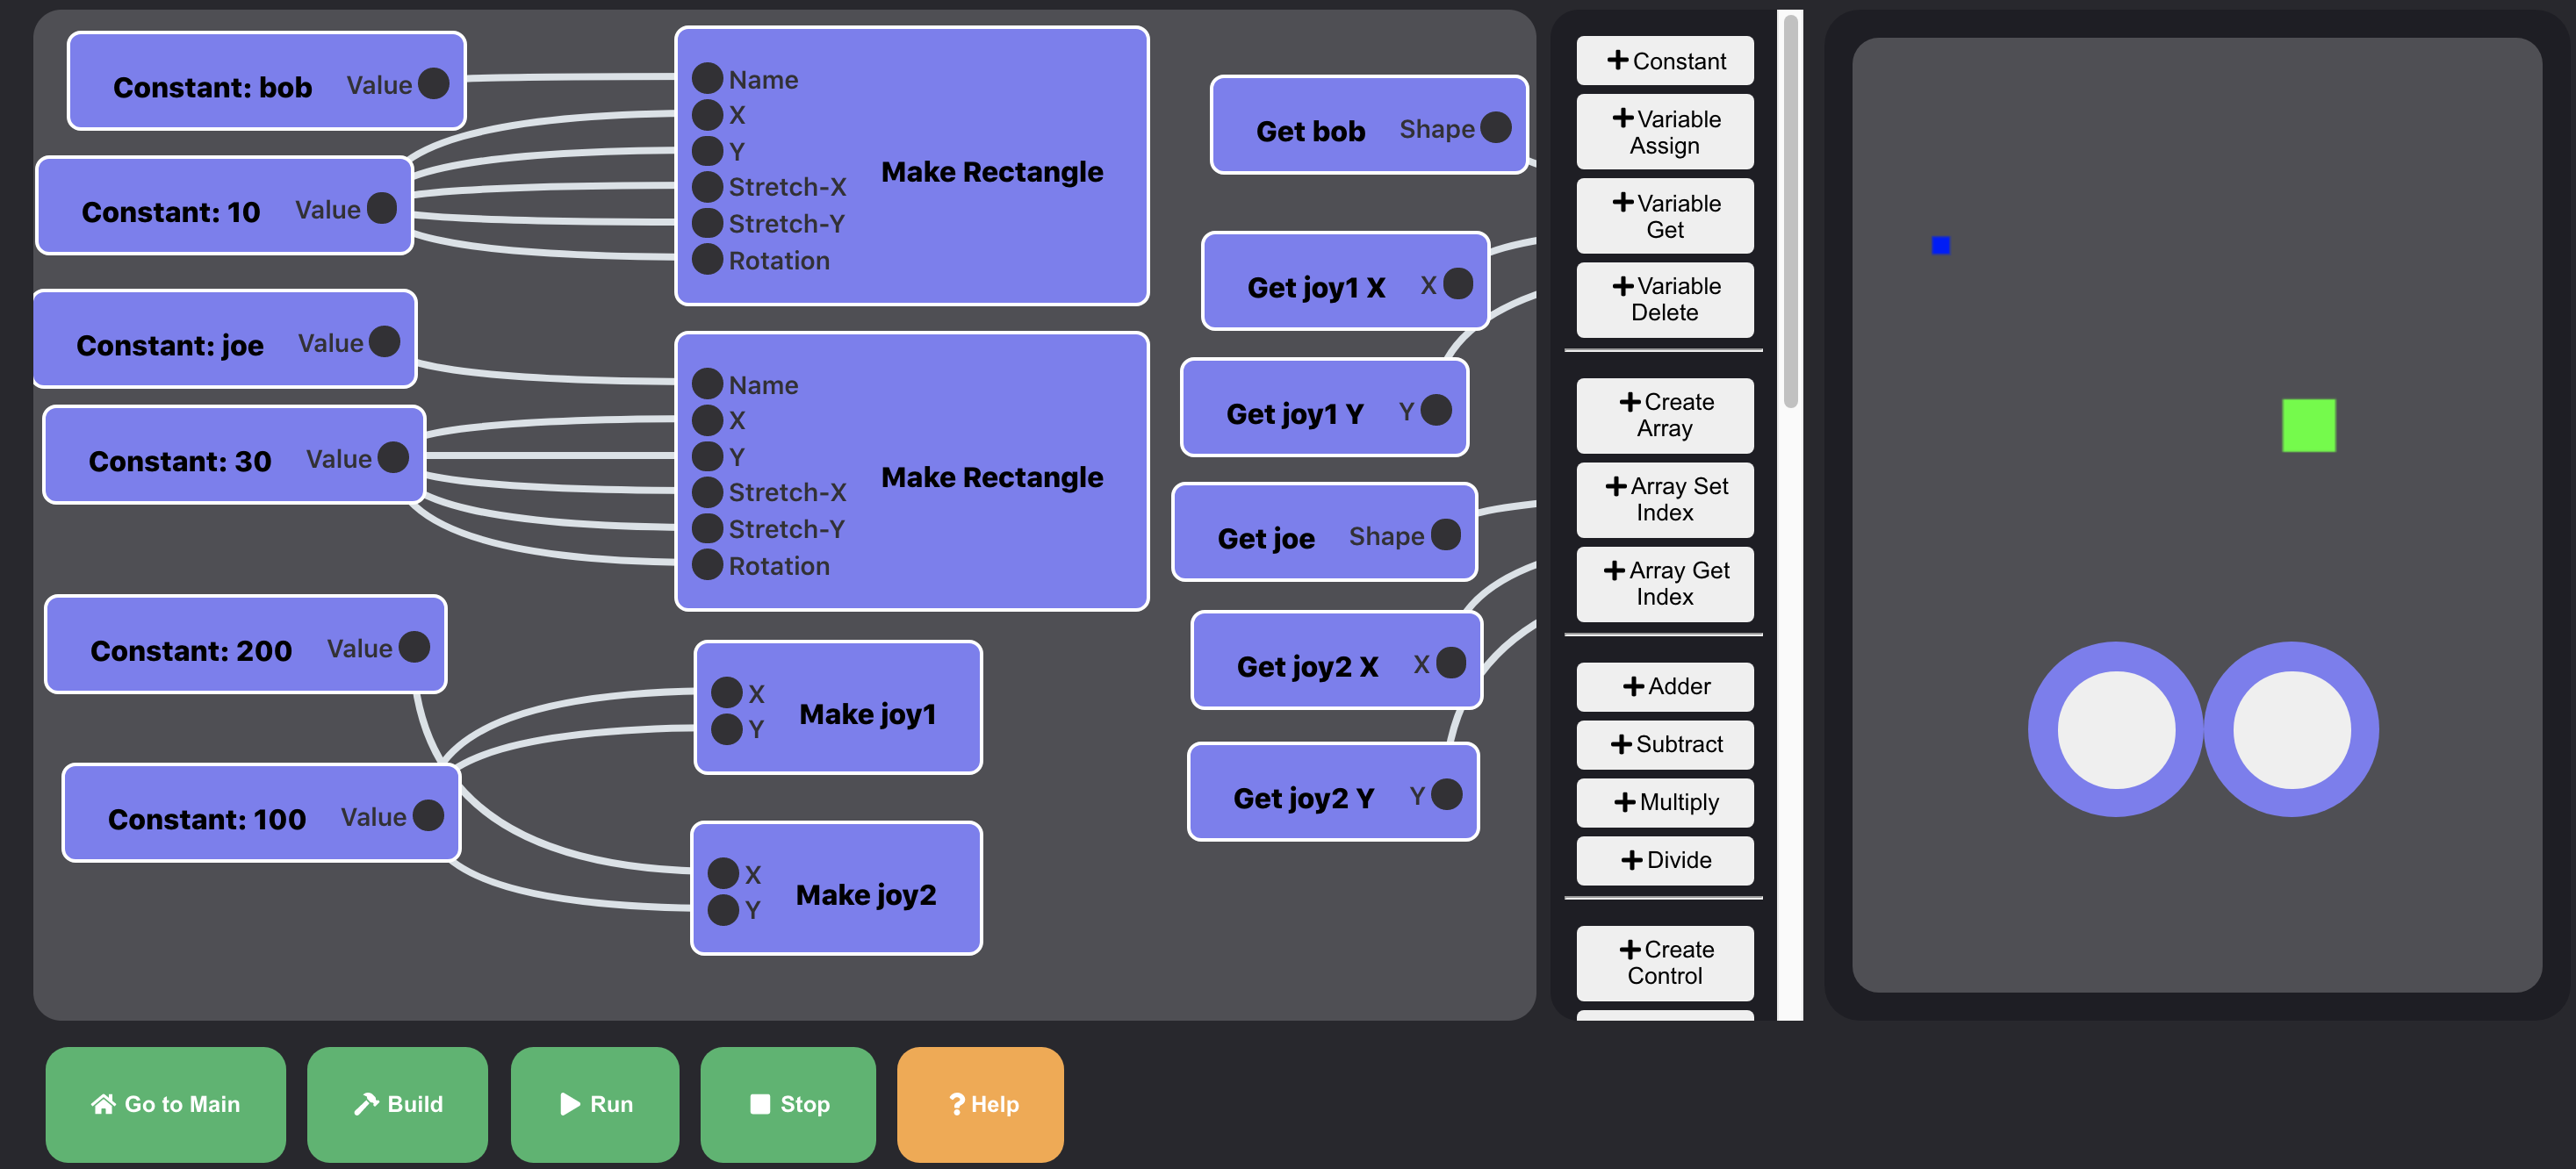 Constant: bob Value
Constant: 10 Value
Constant: joe Value
Constant: 30 Value
Constant: 200 Value
Constant: 100 Value
Name
X
Y
Stretch-X
Stretch-Y
Rotation
Make Rectangle
Name
X
Y
Stretch-X
Stretch-Y
Rotation
Make Rectangle
X
Y
Make joy1
X
Y
Make joy2
Get bob Shape
Get joy1 X X
Get joy1 Y Y
Get joe Shape
Get joy2 X X
Get joy2 Y Y
+Constant
+Variable
Assign
+Variable
Get
+Variable
Delete
+Create
Array
+Array Set
Index
+Array Get
Index
+Adder
+Subtract
+Multiply
+Divide
+Create
Control
Go to Main
Build
Run
Stop
? Help